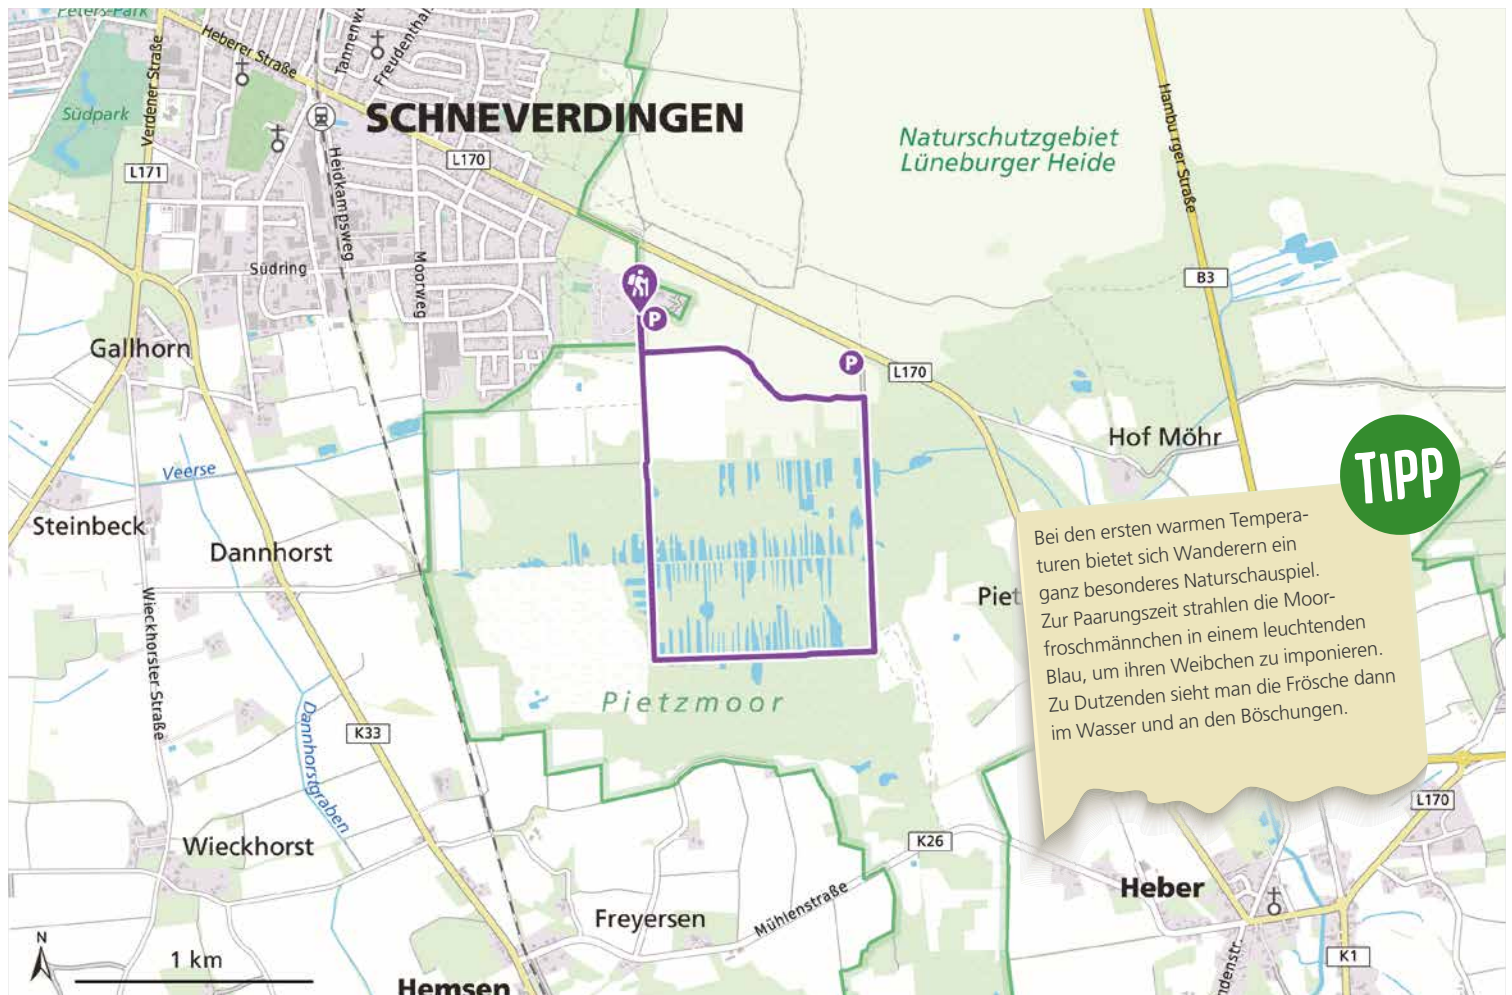 Peters-Park
Heberer Straße
Tannenw
Freudenthal
Verdener Straße
Südpark
SCHNEVERDINGEN
L170
L171
Heidkampsweg
Naturschutzgebiet
Lüneburger Heide
Hambu rger Straße
B3
Südring
Moorweg
P
P
Gallhorn
L170
Hof Möhr
TIPP
Veerse
Steinbeck
Dannhorst
Piet
Bei den ersten warmen Tempera-
turen bietet sich Wanderern ein
ganz besonderes Naturschauspiel.
Zur Paarungszeit strahlen die Moor-
froschmännchen in einem leuchtenden
Blau, um ihren Weibchen zu imponieren.
Zu Dutzenden sieht man die Frösche dann
im Wasser und an den Böschungen.
Wieckhorster Straße
Pietzmoor
K33
Dannhorstgraben
L170
Wieckhorst
K26
Heber
Mühlenstraße
Freyersen
N
1 km
K1
ndenstr.
Hemsen